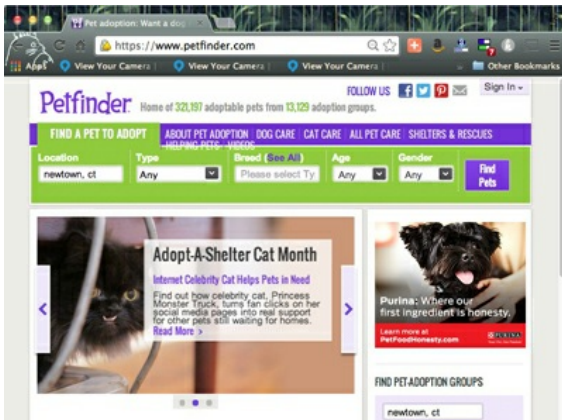 Pet adoption: Want a dog
https://www.petfinder.com
Apps
View Your Camera
View Your Camera
View Your Camera
Other Bookmarks
Petfinder
Home of 321,197 adoptable pets from 13,129 adoption groups.
FOLLOW US
Sign In
FIND A PET TO ADOPT
ABOUT PET ADOPTION DOG CARE CAT CARE ALL PET CARE SHELTERS & RESCUES
HELPING PETS VIDEOS
Location Type Breed (See All) Age Gender
newtown, ct Any Please select Ty Any Any
Find
Pets
Adopt-A-Shelter Cat Month
Internet Celebrity Cat Helps Pets in Need
Find out how celebrity cat, Princess
Monster Truck, turns fan clicks on her
social media pages into real support
for other pets still waiting for homes.
Read More >
Purina: Where our
first ingredient is honesty.
Learn more at
PetFoodHonesty.com
PURINA
FIND PET-ADOPTION GROUPS
newtown, ct